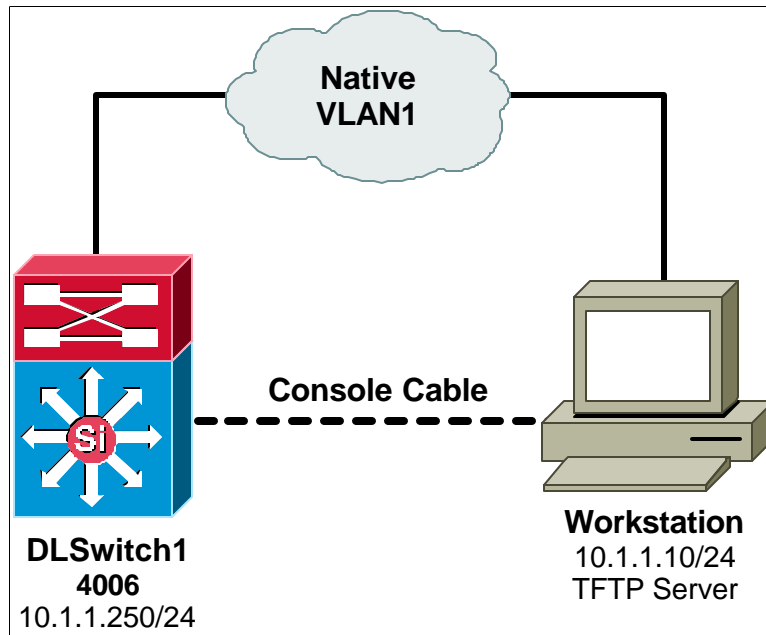 Native
VLAN1
Console Cable
Si
DLSwitch1
4006
10.1.1.250/24
Workstation
10.1.1.10/24
TFTP Server